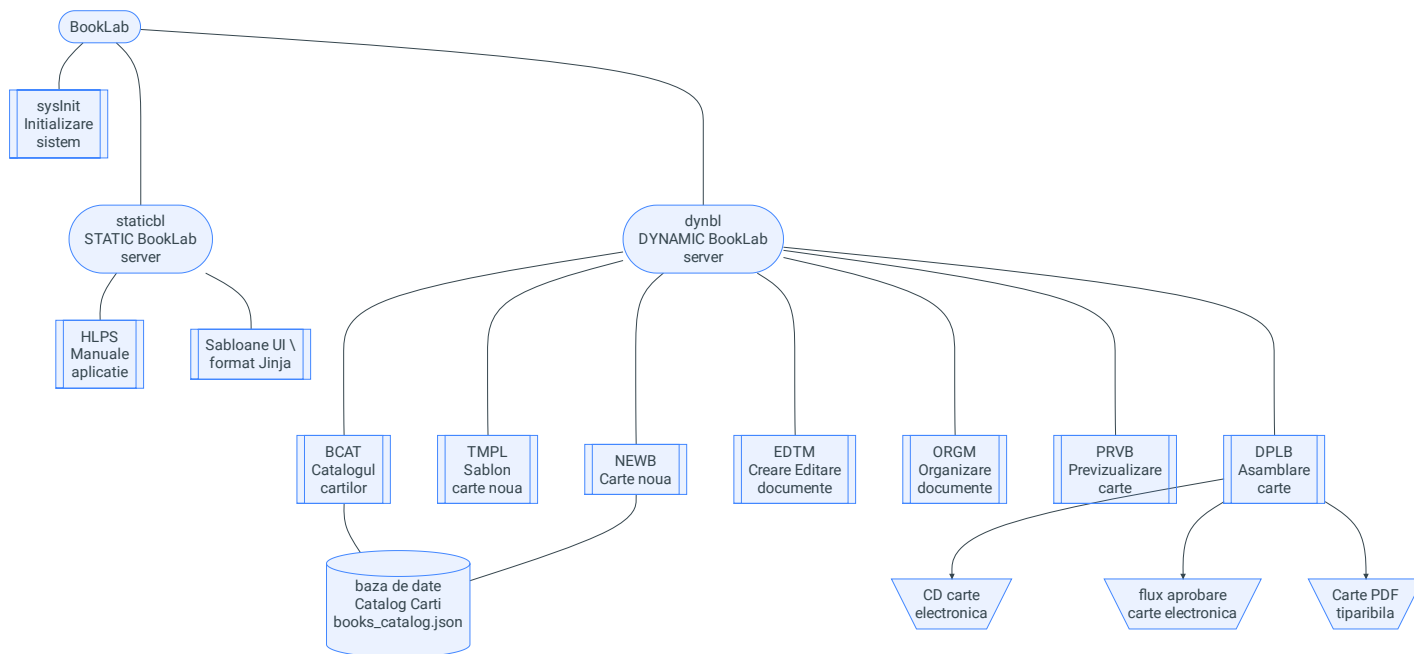 BookLab
sysInit
Initializare
sistem
staticbl
STATIC BookLab
server
dynbl
DYNAMIC BookLab
server
HLPS
Manuale
aplicatie
Sabloane UI \
format Jinja
BCAT
Catalogul
cartilor
TMPL
Sablon
carte noua
NEWB
Carte noua
EDTM
Creare Editare
documente
ORGM
Organizare
documente
PRVB
Previzualizare
carte
DPLB
Asamblare
carte
baza de date
Catalog Carti
books_catalog.json
CD carte
electronica
flux aprobare
carte electronica
Carte PDF
tiparibila